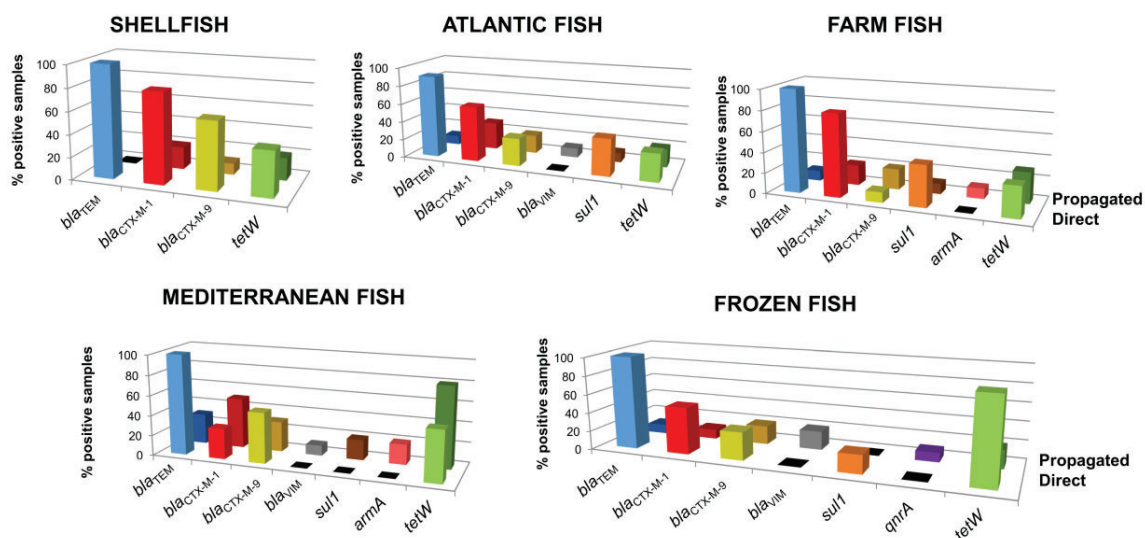 SHELLFISH
% positive samples
100
80
60
40
20
0
blaTEM
blaCTX-M-1
blaCTX-M-9
tetW
ATLANTIC FISH
% positive samples
100
80
60
40
20
0
blaTEM
blaCTX-M-1
blaCTX-M-9
blaVIM
sul1
tetW
FARM FISH
% positive samples
100
80
60
40
20
0
blaTEM
blaCTX-M-1
blaCTX-M-9
sul1
armA
tetW
Propagated
Direct
MEDITERRANEAN FISH
% positive samples
100
80
60
40
20
0
blaTEM
blaCTX-M-1
blaCTX-M-9
blaVIM
sul1
armA
tetW
FROZEN FISH
% positive samples
100
80
60
40
20
0
blaTEM
blaCTX-M-1
blaCTX-M-9
blaVIM
sul1
qnrA
tetW
Propagated
Direct